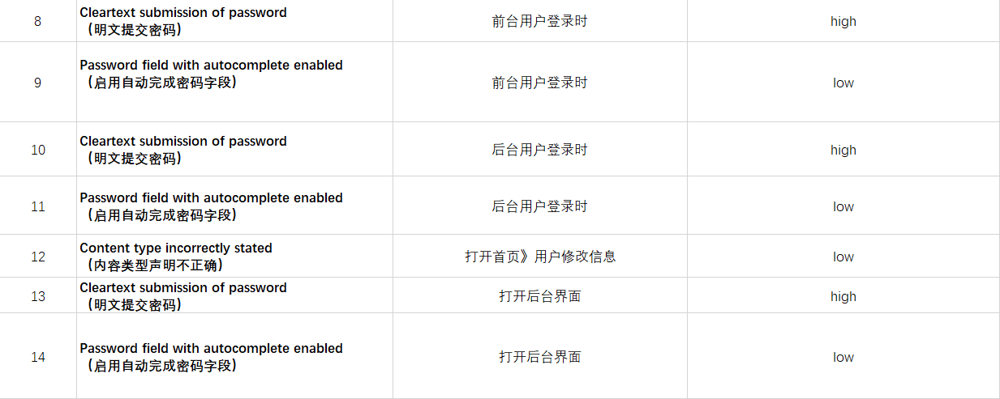 8
Cleartext submission of password
（明文提交密码）
前台用户登录时
high
9
Password field with autocomplete enabled
（启用自动完成密码字段）
前台用户登录时
low
10
Cleartext submission of password
（明文提交密码）
后台用户登录时
high
11
Password field with autocomplete enabled
（启用自动完成密码字段）
后台用户登录时
low
12
Content type incorrectly stated
（内容类型声明不正确）
打开首页》用户修改信息
low
13
Cleartext submission of password
（明文提交密码）
打开后台界面
high
14
Password field with autocomplete enabled
（启用自动完成密码字段）
打开后台界面
low